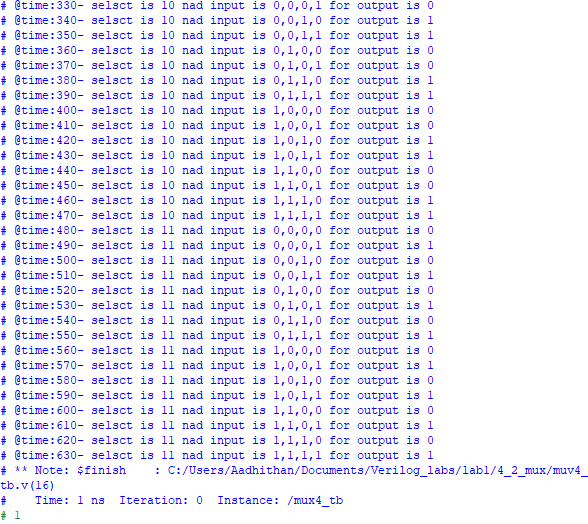 # @time:330- selsct is 10 nad input is 0,0,0,1 for output is 0
# @time:340- selsct is 10 nad input is 0,0,1,0 for output is 1
# @time:350- selsct is 10 nad input is 0,0,1,1 for output is 1
# @time:360- selsct is 10 nad input is 0,1,0,0 for output is 0
# @time:370- selsct is 10 nad input is 0,1,0,1 for output is 0
# @time:380- selsct is 10 nad input is 0,1,1,0 for output is 1
# @time:390- selsct is 10 nad input is 0,1,1,1 for output is 1
# @time:400- selsct is 10 nad input is 1,0,0,0 for output is 0
# @time:410- selsct is 10 nad input is 1,0,0,1 for output is 0
# @time:420- selsct is 10 nad input is 1,0,1,0 for output is 1
# @time:430- selsct is 10 nad input is 1,0,1,1 for output is 1
# @time:440- selsct is 10 nad input is 1,1,0,0 for output is 0
# @time:450- selsct is 10 nad input is 1,1,0,1 for output is 0
# @time:460- selsct is 10 nad input is 1,1,1,0 for output is 1
# @time:470- selsct is 10 nad input is 1,1,1,1 for output is 1
# @time:480- selsct is 11 nad input is 0,0,0,0 for output is 0
# @time:490- selsct is 11 nad input is 0,0,0,1 for output is 1
# @time:500- selsct is 11 nad input is 0,0,1,0 for output is 0
# @time:510- selsct is 11 nad input is 0,0,1,1 for output is 1
# @time:520- selsct is 11 nad input is 0,1,0,0 for output is 0
# @time:530- selsct is 11 nad input is 0,1,0,1 for output is 1
# @time:540- selsct is 11 nad input is 0,1,1,0 for output is 0
# @time:550- selsct is 11 nad input is 0,1,1,1 for output is 1
# @time:560- selsct is 11 nad input is 1,0,0,0 for output is 0
# @time:570- selsct is 11 nad input is 1,0,0,1 for output is 1
# @time:580- selsct is 11 nad input is 1,0,1,0 for output is 0
# @time:590- selsct is 11 nad input is 1,0,1,1 for output is 1
# @time:600- selsct is 11 nad input is 1,1,0,0 for output is 0
# @time:610- selsct is 11 nad input is 1,1,0,1 for output is 1
# @time:620- selsct is 11 nad input is 1,1,1,0 for output is 0
# @time:630- selsct is 11 nad input is 1,1,1,1 for output is 1
# ** Note: $finish    : C:/Users/Aadhithan/Documents/Verilog_labs/lab1/4_2_mux/muv4_
tb.v(16)
#    Time: 1 ns  Iteration: 0  Instance: /mux4_tb
# 1